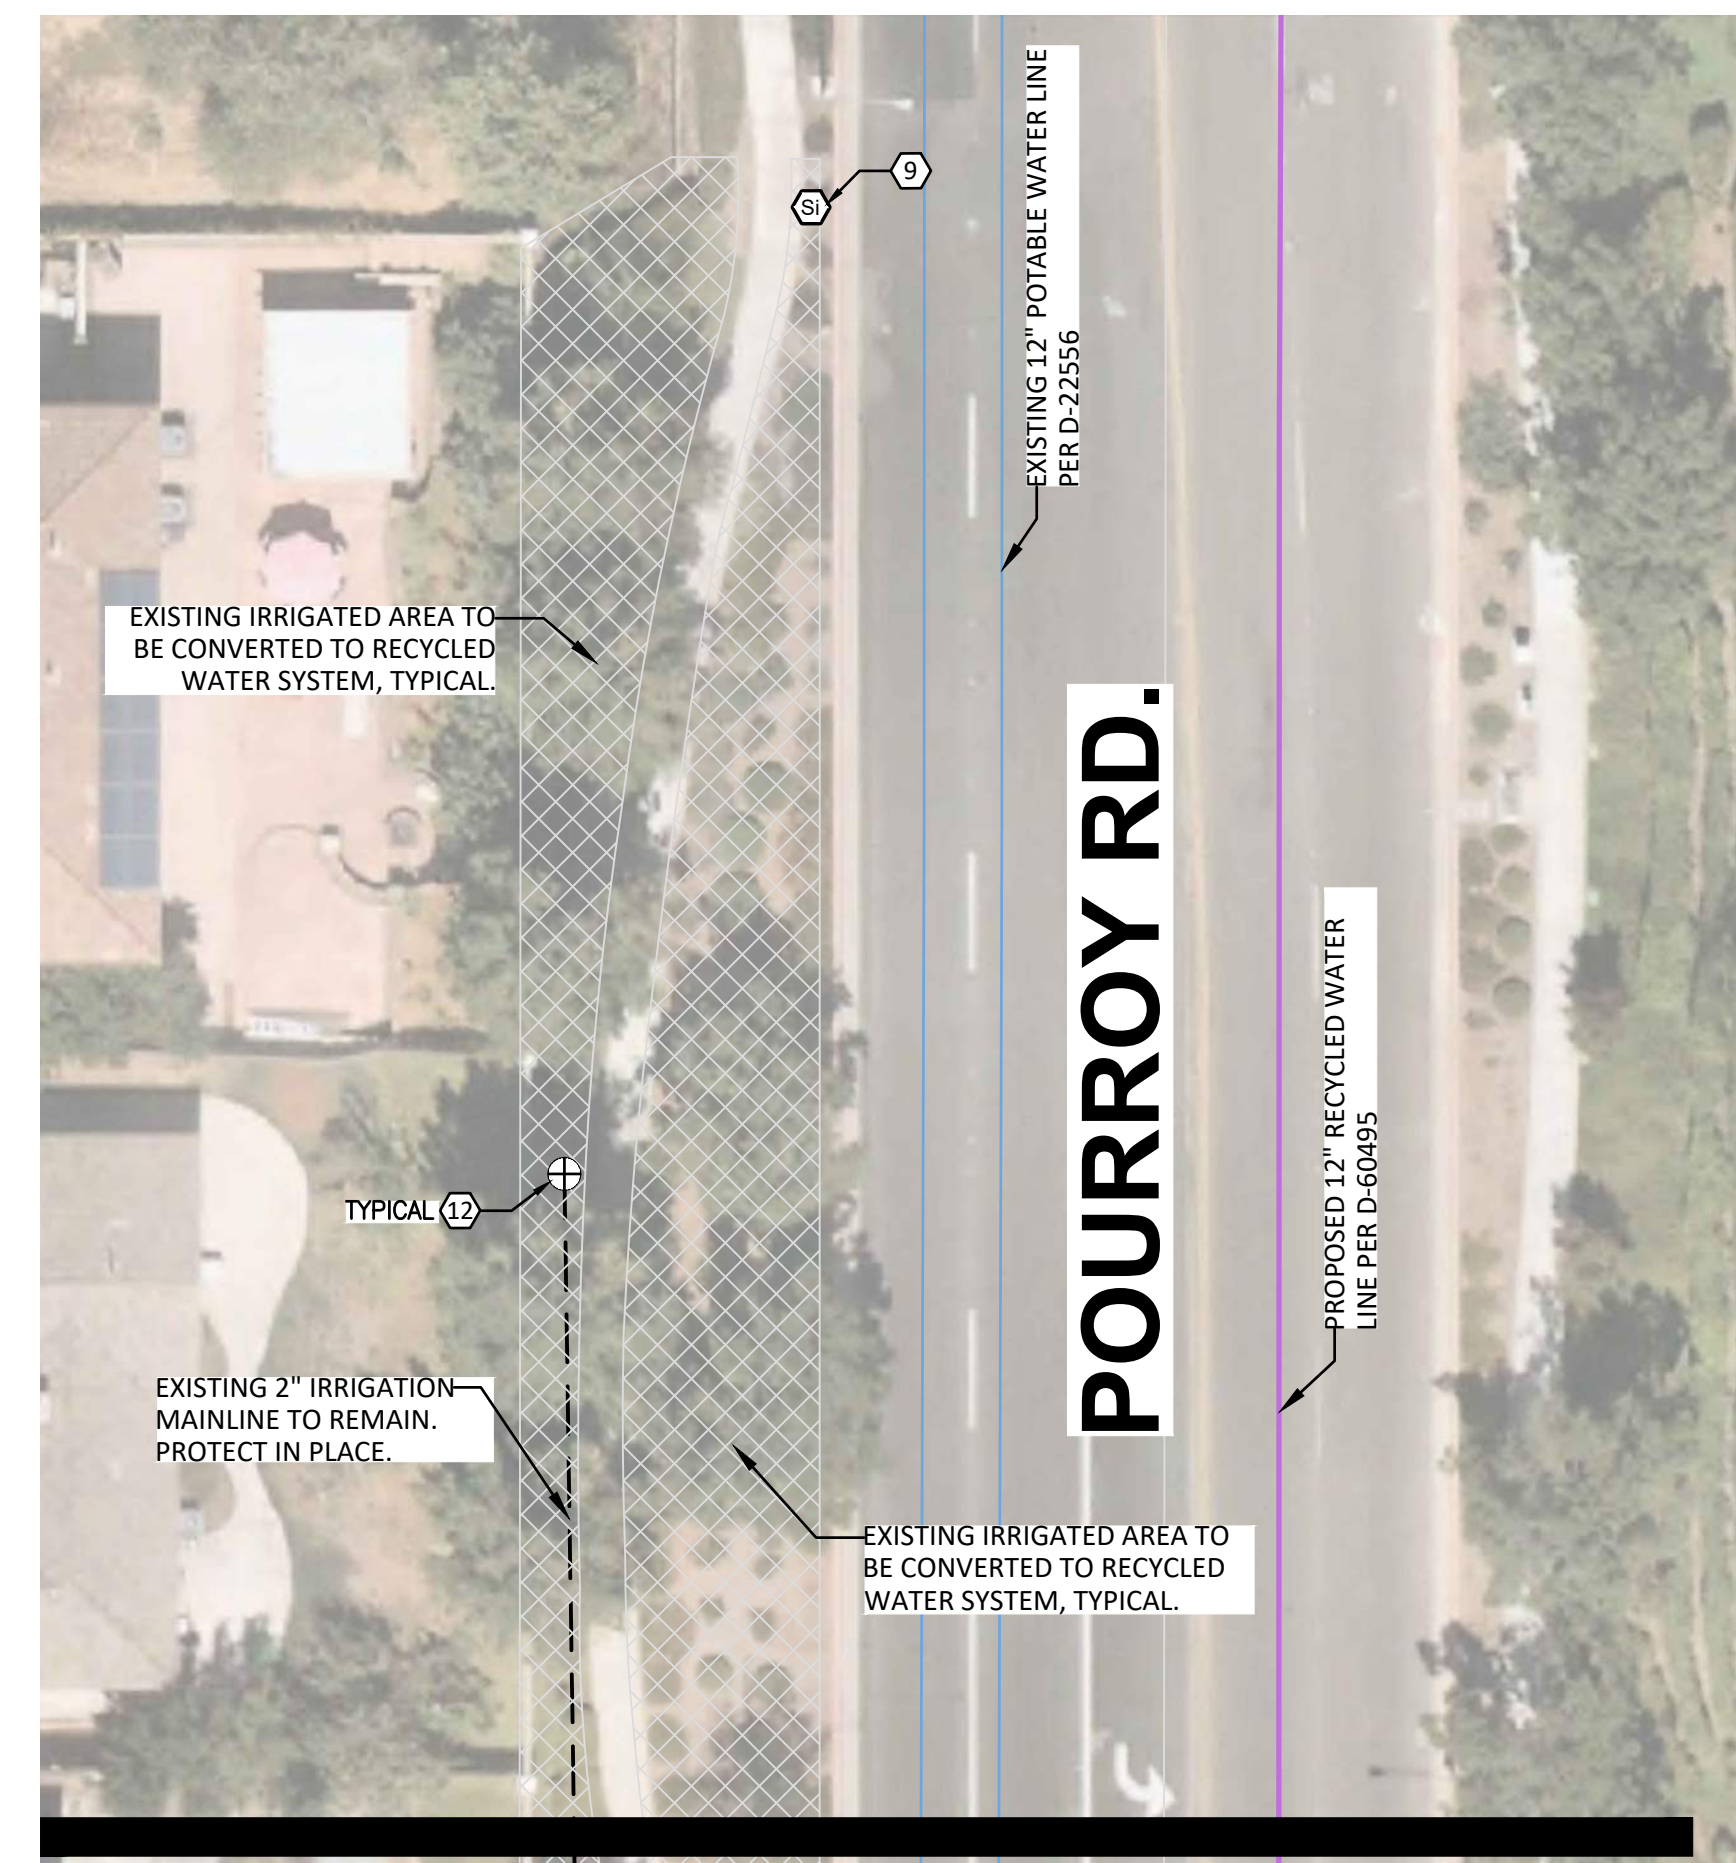 9
Si
EXISTING 12" POTABLE WATER LINE
PER D-22556
EXISTING IRRIGATED AREA TO
BE CONVERTED TO RECYCLED
WATER SYSTEM, TYPICAL.
POURROY RD.
PROPOSED 12" RECYCLED WATER
LINE PER D-60495
TYPICAL 12
EXISTING 2" IRRIGATION
MAINLINE TO REMAIN.
PROTECT IN PLACE.
EXISTING IRRIGATED AREA TO
BE CONVERTED TO RECYCLED
WATER SYSTEM, TYPICAL.